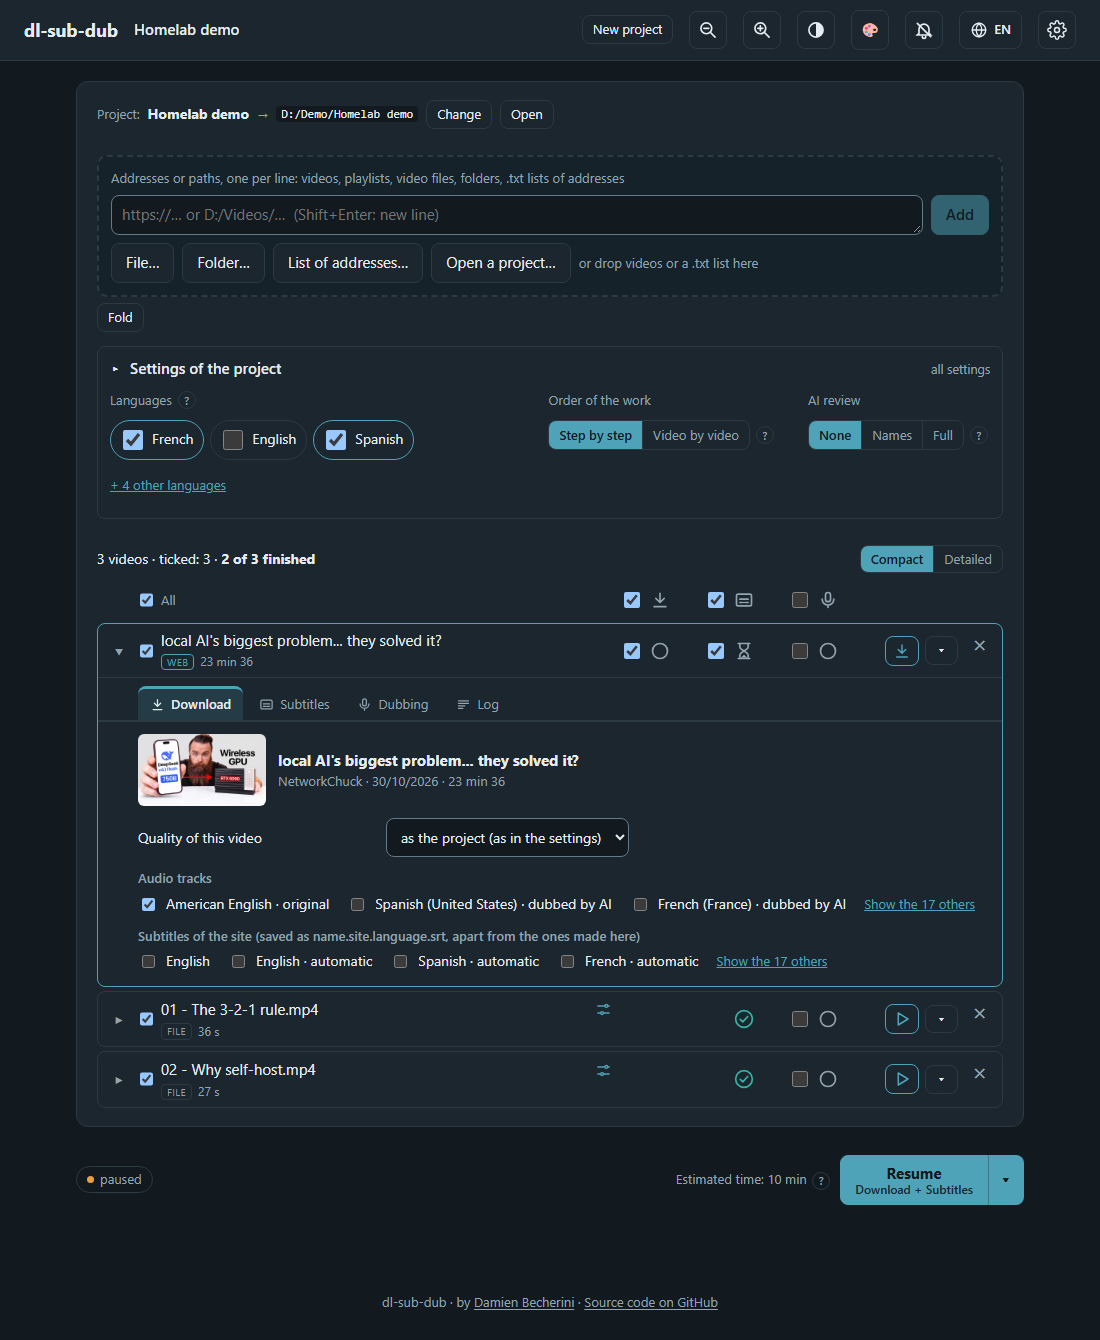 dl-sub-dub Homelab demo New project EN
Project: Homelab demo → D:/Demo/Homelab demo Change Open
Addresses or paths, one per line: videos, playlists, video files, folders, .txt lists of addresses
https://... or D:/Videos/... (Shift+Enter: new line) Add
File... Folder... List of addresses... Open a project... or drop videos or a .txt list here
Fold
Settings of the project all settings
Languages ? Order of the work AI review
French English Spanish Step by step Video by video ? None Names Full ?
+ 4 other languages
3 videos · ticked: 3 · 2 of 3 finished Compact Detailed
All
local AI's biggest problem... they solved it?
WEB 23 min 36
Download Subtitles Dubbing Log
Wireless
GPU
local AI's biggest problem... they solved it?
NetworkChuck · 30/10/2026 · 23 min 36
Quality of this video as the project (as in the settings)
Audio tracks
American English · original Spanish (United States) · dubbed by AI French (France) · dubbed by AI Show the 17 others
Subtitles of the site (saved as name.site.language.srt, apart from the ones made here)
English English · automatic Spanish · automatic French · automatic Show the 17 others
01 - The 3-2-1 rule.mp4
FILE 36 s
02 - Why self-host.mp4
FILE 27 s
paused Estimated time: 10 min ? Resume
Download + Subtitles
dl-sub-dub · by Damien Becherini · Source code on GitHub